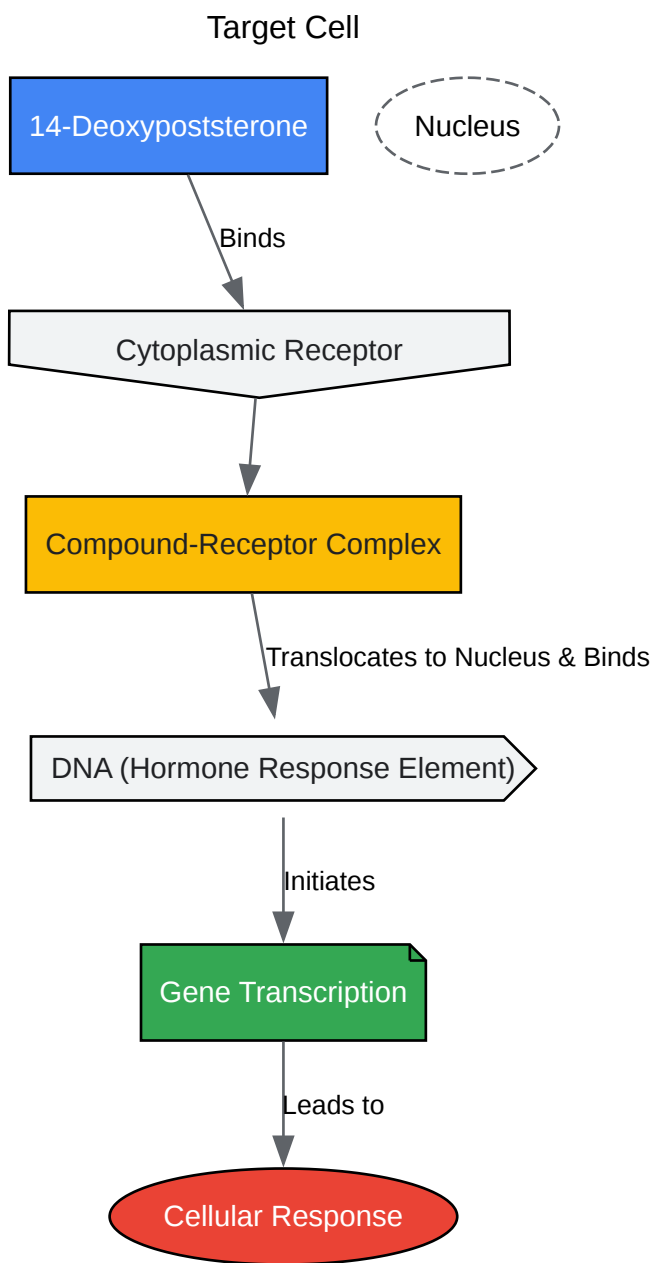 Target Cell
14-Deoxypoststerone
Nucleus
Binds
Cytoplasmic Receptor
Compound-Receptor Complex
Translocates to Nucleus & Binds
DNA (Hormone Response Element)
Initiates
Gene Transcription
Leads to
Cellular Response